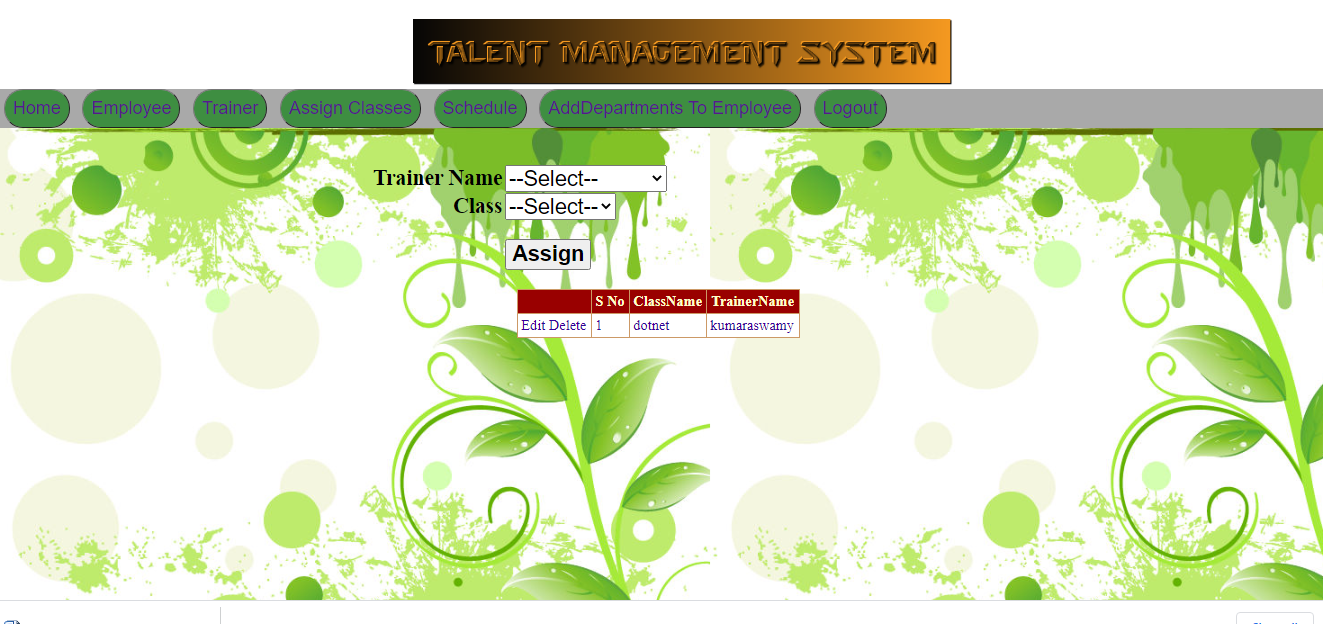 TALENT MANAGEMENT SYSTEM
Home Employee Trainer Assign Classes Schedule AddDepartments To Employee Logout
Trainer Name --Select--
Class --Select--
Assign
S No ClassName TrainerName
Edit Delete 1 dotnet kumaraswamy